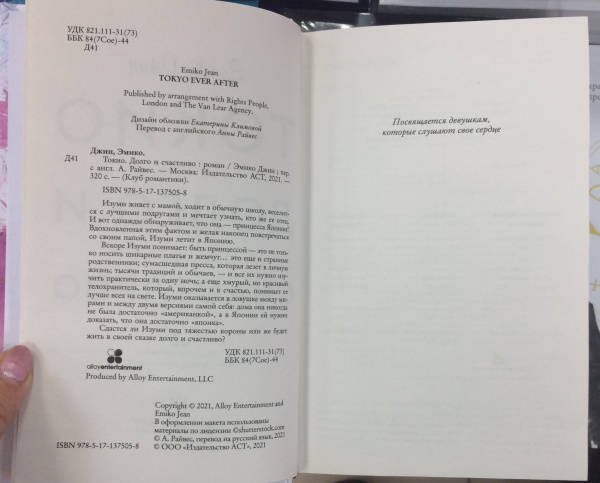 УДК 821.111-31(73)
ББК 84(7Сое)-44
Д41
Emiko Jean
TOKYO EVER AFTER
Published by arrangement with Rights People,
London and The Van Lear Agency.
Дизайн обложки Екатерины Климовой
Перевод с английского Анны Райвес
Джин, Эмико.
Д41 Токио. Долго и счастливо : роман / Эмико Джин ; пер.
с англ. А. Райвес. — Москва: Издательство АСТ, 2021. —
320 с. — (Клуб романтики).
ISBN 978-5-17-137505-8
Изуми живет с мамой, ходит в обычную школу, веселит-
ся с лучшими подругами и мечтает узнать, кто же ее отец.
И вот однажды обнаруживает, что она — принцесса Японии!
Вдохновленная этим фактом и желая наконец повстречаться
со своим папой, Изуми летит в Японию.
Вскоре Изуми понимает: быть принцессой — это не толь-
ко носить шикарные платья и жемчуг… это еще и странные
родственники; сумасшедшая пресса, которая лезет в личную
жизнь; тысячи традиций и обычаев, — и все их нужно вы-
учить практически за одну ночь; а еще хмурый, но красивый
телохранитель, который, впрочем и к счастью, понимает ее
лучше всех на свете. Изуми оказывается в ловушке между ми-
рами и между двумя версиями самой себя: дома она никогда
не была достаточно «американкой», а в Японии ей нужно
доказать, что она достаточно «японка».
Сдастся ли Изуми под тяжестью короны или же будет
жить в своей сказке долго и счастливо?
УДК 821.111-31(73)
ББК 84(7Сое)-44
alloyentertainment
Produced by Alloy Entertainment, LLC
Copyright © 2021, Alloy Entertainment and
Emiko Jean
В оформлении макета использованы
материалы по лицензии ©shutterstock.com
© А. Райвес, перевод на русский язык, 2021
ISBN 978-5-17-137505-8 © ООО «Издательство АСТ», 2021
Посвящается девушкам,
которые слушают свое сердце